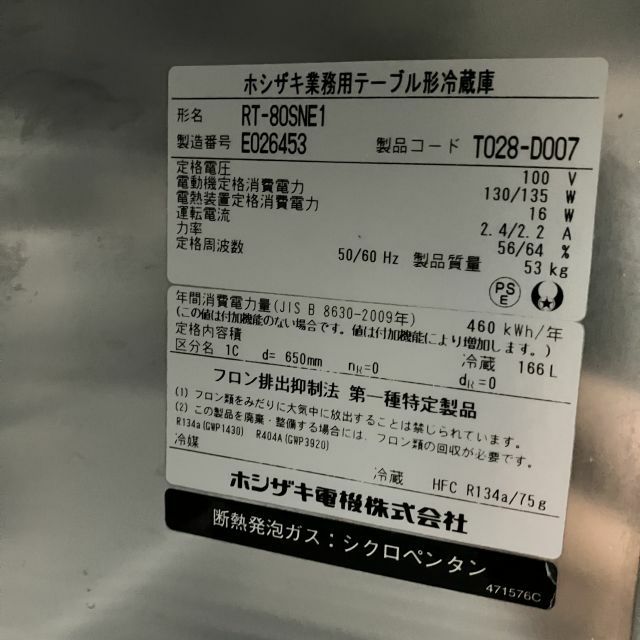 ホシザキ業務用テーブル形冷蔵庫
形名 RT-80SNE1
製造番号 E026453 製品コード T028-D007
定格電圧 100 V
電動機定格消費電力 130/135 W
電熱装置定格消費電力 16 W
運転電流 2.4/2.2 A
力率 56/64 %
定格周波数 50/60 Hz 製品質量 53 kg
PS
E
年間消費電力量(JIS B 8630-2009年) 460 kWh/年
(この値は付加機能のない場合です。値は付加機能により増加します。)
定格内容積 冷蔵 166 L
区分名 1C d= 650mm nR=0 dR=0
フロン排出抑制法 第一種特定製品
(1) フロン類をみだりに大気中に放出することは禁じられています。
(2) この製品を廃棄・整備する場合には、フロン類の回収が必要です。
R134a(GWP1430) R404A(GWP3920)
冷媒 冷蔵 HFC R134a/75g
ホシザキ電機株式会社
断熱発泡ガス：シクロペンタン
471576C